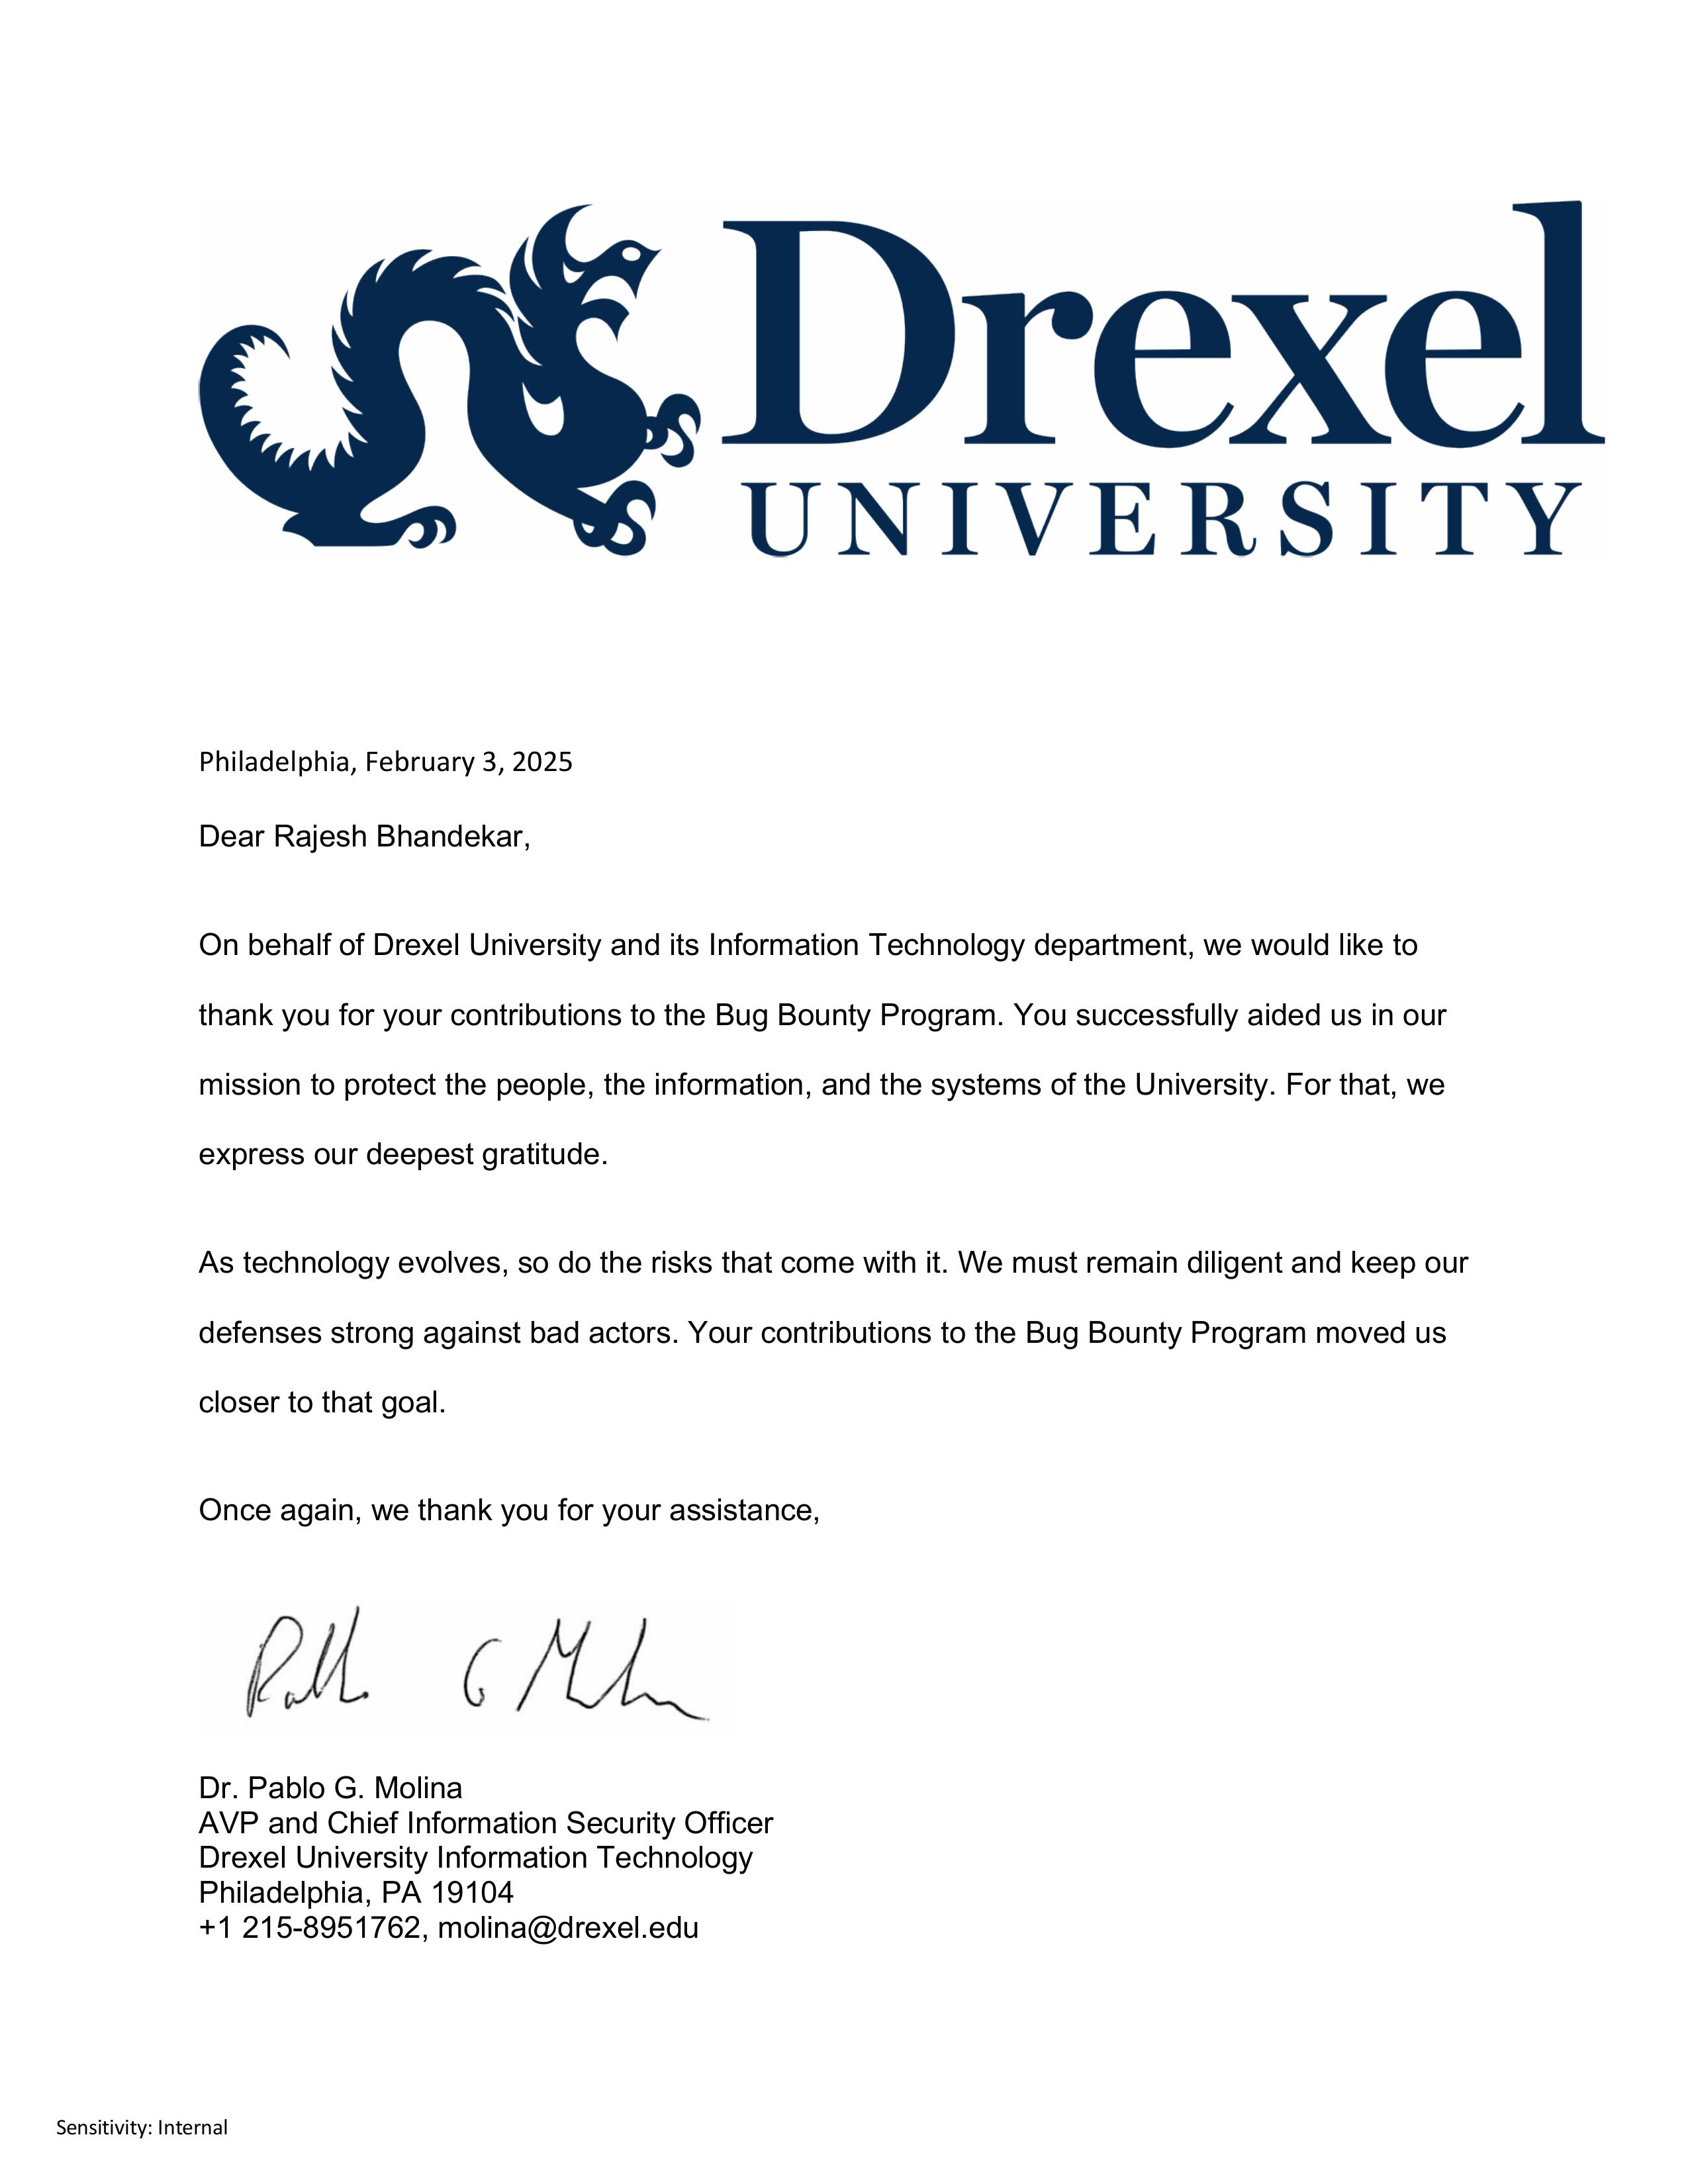 Drexel
UNIVERSITY
Philadelphia, February 3, 2025
Dear Rajesh Bhandekar,
On behalf of Drexel University and its Information Technology department, we would like to
thank you for your contributions to the Bug Bounty Program. You successfully aided us in our
mission to protect the people, the information, and the systems of the University. For that, we
express our deepest gratitude.
As technology evolves, so do the risks that come with it. We must remain diligent and keep our
defenses strong against bad actors. Your contributions to the Bug Bounty Program moved us
closer to that goal.
Once again, we thank you for your assistance,
Dr. Pablo G. Molina
AVP and Chief Information Security Officer
Drexel University Information Technology
Philadelphia, PA 19104
+1 215-8951762, molina@drexel.edu
Sensitivity: Internal